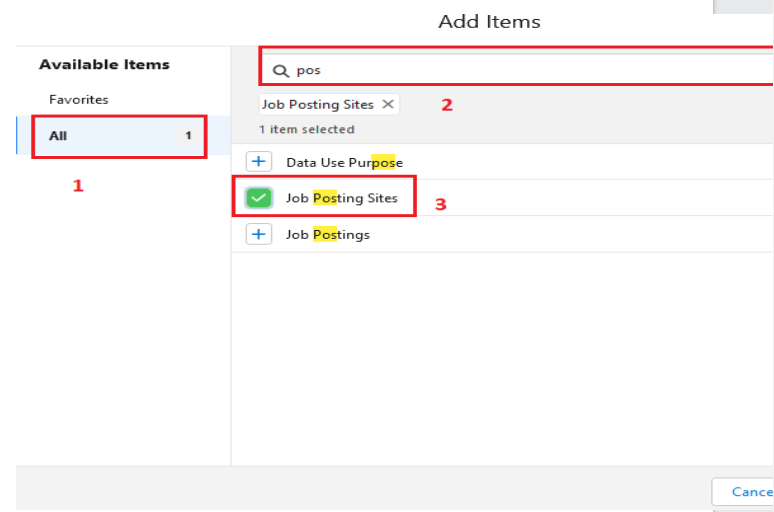 Add Items
Available Items
Favorites
All 1
1
pos
Job Posting Sites
2
1 item selected
Data Use Purpose
Job Posting Sites
3
Job Postings
Cance